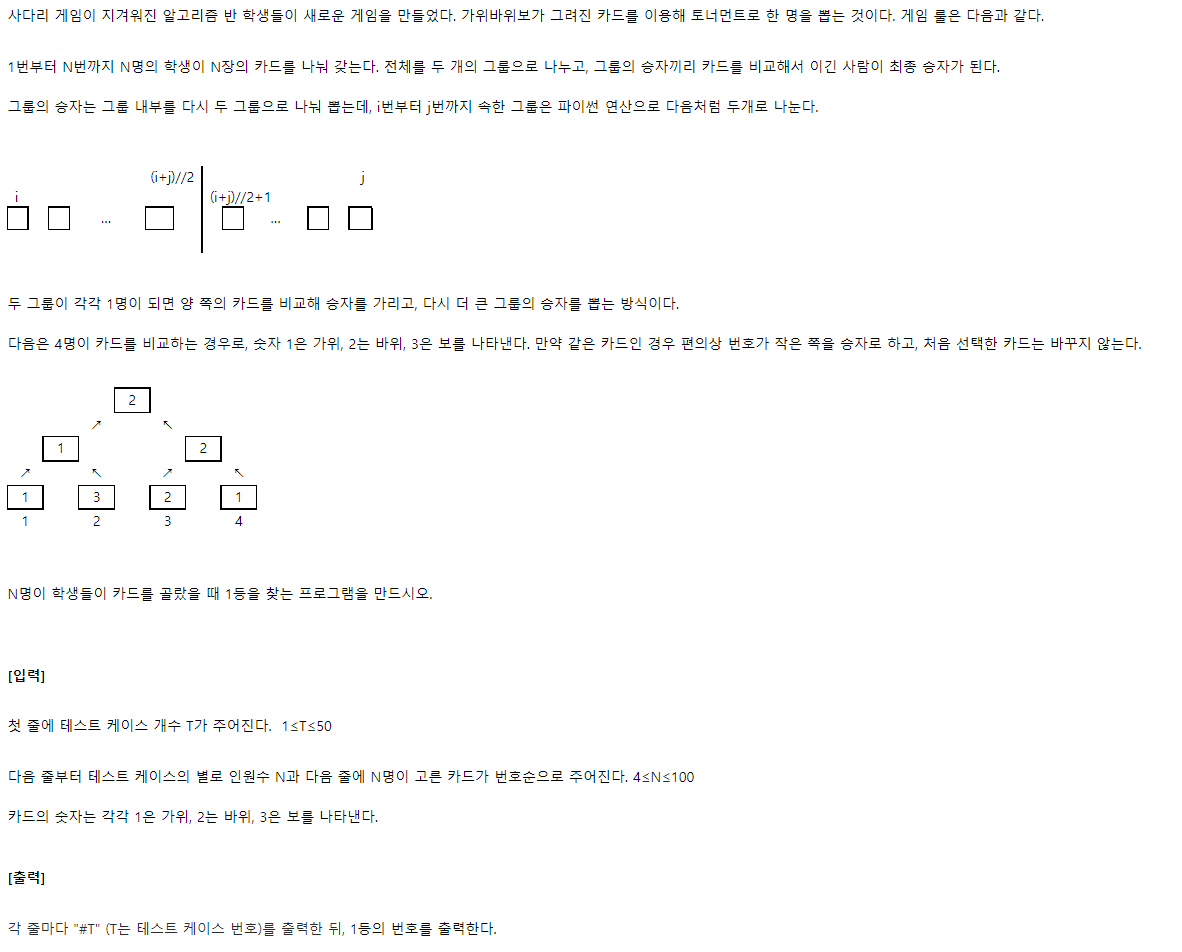 사다리 게임이 지겨워진 알고리즘 반 학생들이 새로운 게임을 만들었다. 가위바위보가 그려진 카드를 이용해 토너먼트로 한 명을 뽑는 것이다. 게임 룰은 다음과 같다.
1번부터 N번까지 N명의 학생이 N장의 카드를 나눠 갖는다. 전체를 두 개의 그룹으로 나누고, 그룹의 승자끼리 카드를 비교해서 이긴 사람이 최종 승자가 된다.
그룹의 승자는 그룹 내부를 다시 두 그룹으로 나눠 뽑는데, i번부터 j번까지 속한 그룹은 파이썬 연산으로 다음처럼 두개로 나눈다.
(i+j)//2 j
i (i+j)//2+1
... ...
두 그룹이 각각 1명이 되면 양 쪽의 카드를 비교해 승자를 가리고, 다시 더 큰 그룹의 승자를 뽑는 방식이다.
다음은 4명이 카드를 비교하는 경우로, 숫자 1은 가위, 2는 바위, 3은 보를 나타낸다. 만약 같은 카드인 경우 편의상 번호가 작은 쪽을 승자로 하고, 처음 선택한 카드는 바꾸지 않는다.
2
↗ ↖
1 2
↗ ↖ ↗ ↖
1 3 2 1
1 2 3 4
N명이 학생들이 카드를 골랐을 때 1등을 찾는 프로그램을 만드시오.
[입력]
첫 줄에 테스트 케이스 개수 T가 주어진다. 1≤T≤50
다음 줄부터 테스트 케이스의 별로 인원수 N과 다음 줄에 N명이 고른 카드가 번호순으로 주어진다. 4≤N≤100
카드의 숫자는 각각 1은 가위, 2는 바위, 3은 보를 나타낸다.
[출력]
각 줄마다 "#T" (T는 테스트 케이스 번호)를 출력한 뒤, 1등의 번호를 출력한다.